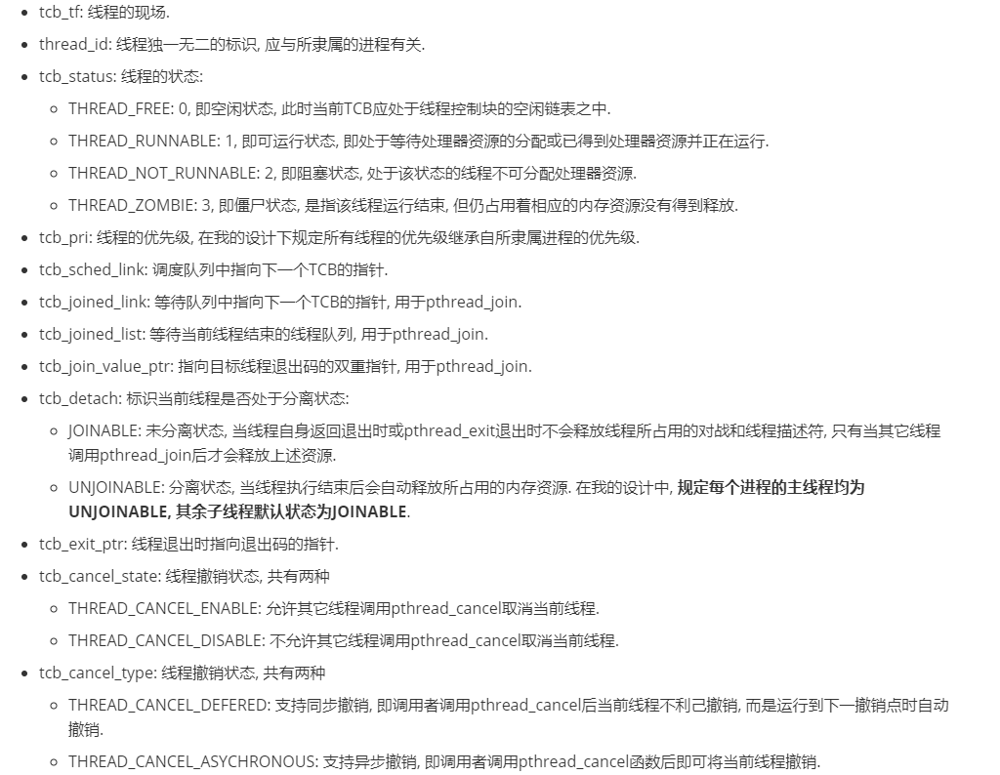 tcb_tf: 线程的现场.
thread_id: 线程独一无二的标识, 应与所隶属的进程有关.
tcb_status: 线程的状态:
THREAD_FREE: 0, 即空闲状态, 此时当前TCB应处于线程控制块的空闲链表之中.
THREAD_RUNNABLE: 1, 即可运行状态, 即处于等待处理器资源的分配或已得到处理器资源并正在运行.
THREAD_NOT_RUNNABLE: 2, 即阻塞状态, 处于该状态的线程不可分配处理器资源.
THREAD_ZOMBIE: 3, 即僵尸状态, 是指该线程运行结束, 但仍占用着相应的内存资源没有得到释放.
tcb_pri: 线程的优先级, 在我的设计下规定所有线程的优先级继承自所隶属进程的优先级.
tcb_sched_link: 调度队列中指向下一个TCB的指针.
tcb_joined_link: 等待队列中指向下一个TCB的指针, 用于pthread_join.
tcb_joined_list: 等待当前线程结束的线程队列, 用于pthread_join.
tcb_join_value_ptr: 指向目标线程退出码的双重指针, 用于pthread_join.
tcb_detach: 标识当前线程是否处于分离状态:
JOINABLE: 未分离状态, 当线程自身返回退出时或pthread_exit退出时不会释放线程所占用的对战和线程描述符, 只有当其它线程
调用pthread_join后才会释放上述资源.
UNJOINABLE: 分离状态, 当线程执行结束后会自动释放所占用的内存资源. 在我的设计中, 规定每个进程的主线程均为
UNJOINABLE, 其余子线程默认状态为JOINABLE.
tcb_exit_ptr: 线程退出时指向退出码的指针.
tcb_cancel_state: 线程撤销状态, 共有两种
THREAD_CANCEL_ENABLE: 允许其它线程调用pthread_cancel取消当前线程.
THREAD_CANCEL_DISABLE: 不允许其它线程调用pthread_cancel取消当前线程.
tcb_cancel_type: 线程撤销状态, 共有两种
THREAD_CANCEL_DEFERED: 支持同步撤销, 即调用者调用pthread_cancel后当前线程不利己撤销, 而是运行到下一撤销点时自动
撤销.
THREAD_CANCEL_ASYCHRONOUS: 支持异步撤销, 即调用者调用pthread_cancel函数后即可将当前线程撤销.